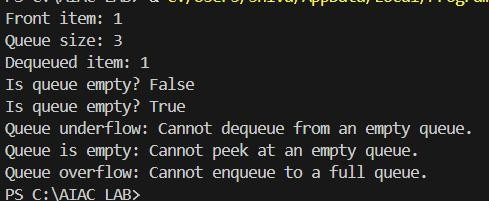 PS C:\AIAC LAB> & C:/Users/Shiva/AppData/Local/Program
Front item: 1
Queue size: 3
Dequeued item: 1
Is queue empty? False
Is queue empty? True
Queue underflow: Cannot dequeue from an empty queue.
Queue is empty: Cannot peek at an empty queue.
Queue overflow: Cannot enqueue to a full queue.
PS C:\AIAC LAB>